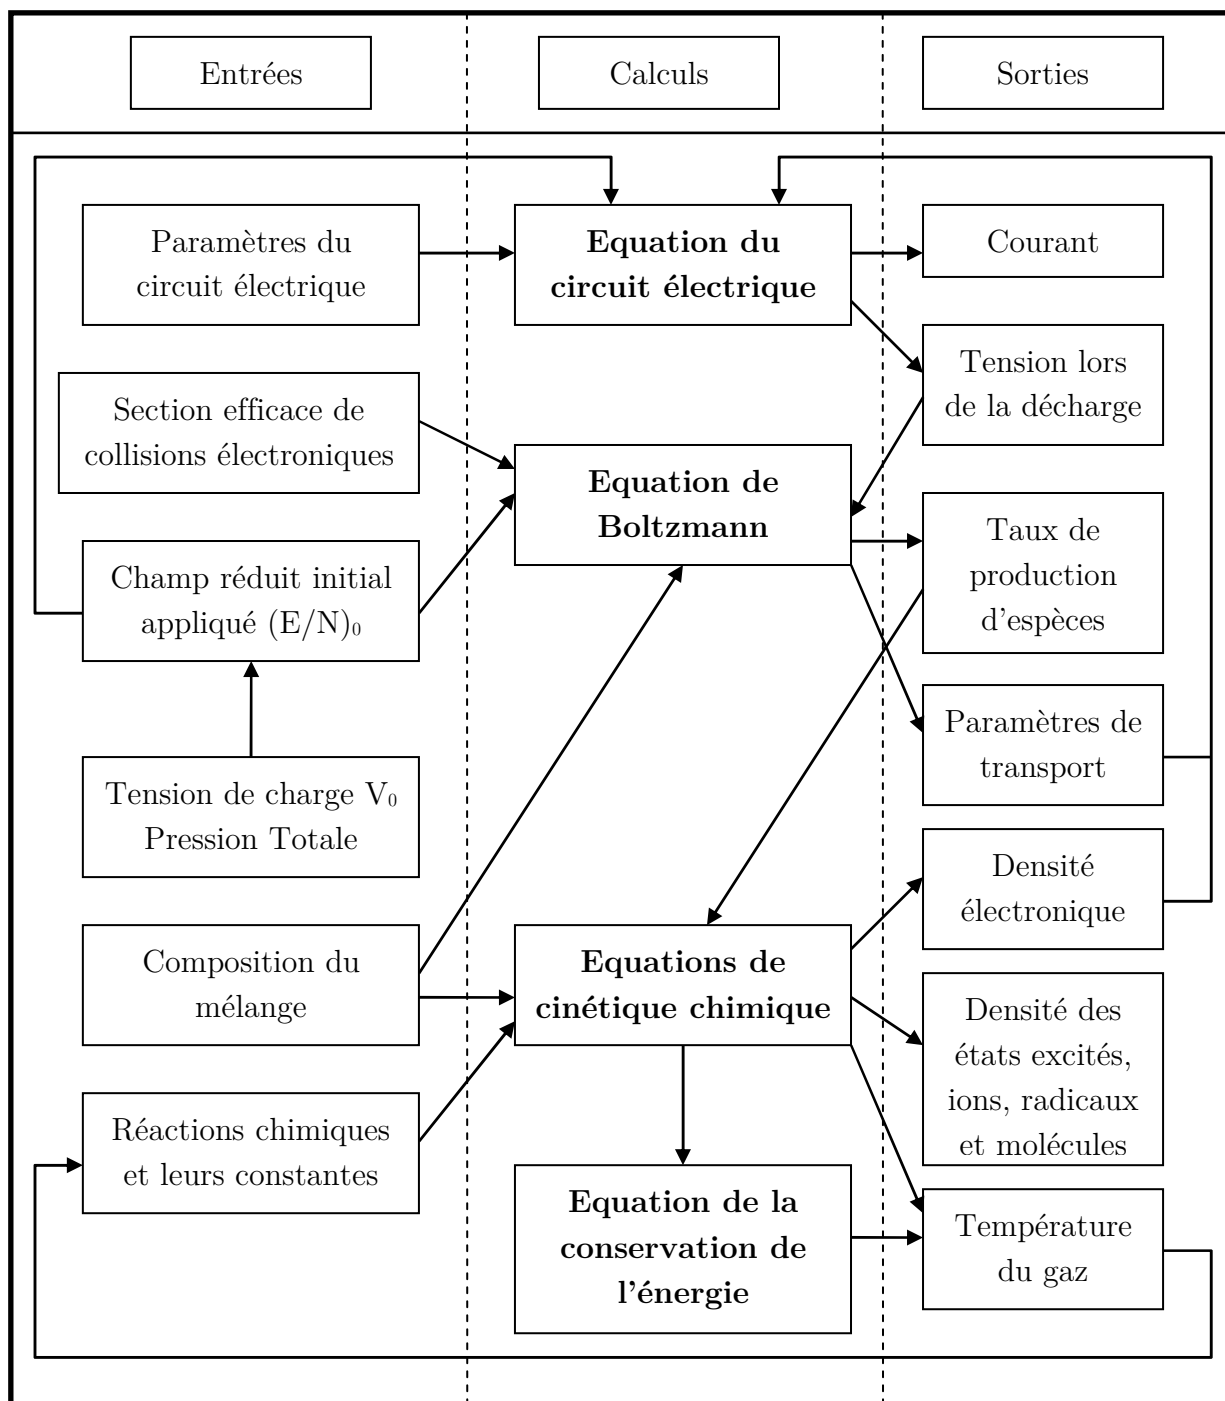 Entrées
Calculs
Sorties
Paramètres du
circuit électrique
Equation du
circuit électrique
Courant
Tension lors
de la décharge
Section efficace de
collisions électroniques
Equation de
Boltzmann
Taux de
production
d'espèces
Champ réduit initial
appliqué (E/N)₀
Paramètres de
transport
Tension de charge V₀
Pression Totale
Densité
électronique
Composition du
mélange
Equations de
cinétique chimique
Densité des
états excités,
ions, radicaux
et molécules
Réactions chimiques
et leurs constantes
Equation de la
conservation de
l'énergie
Température
du gaz